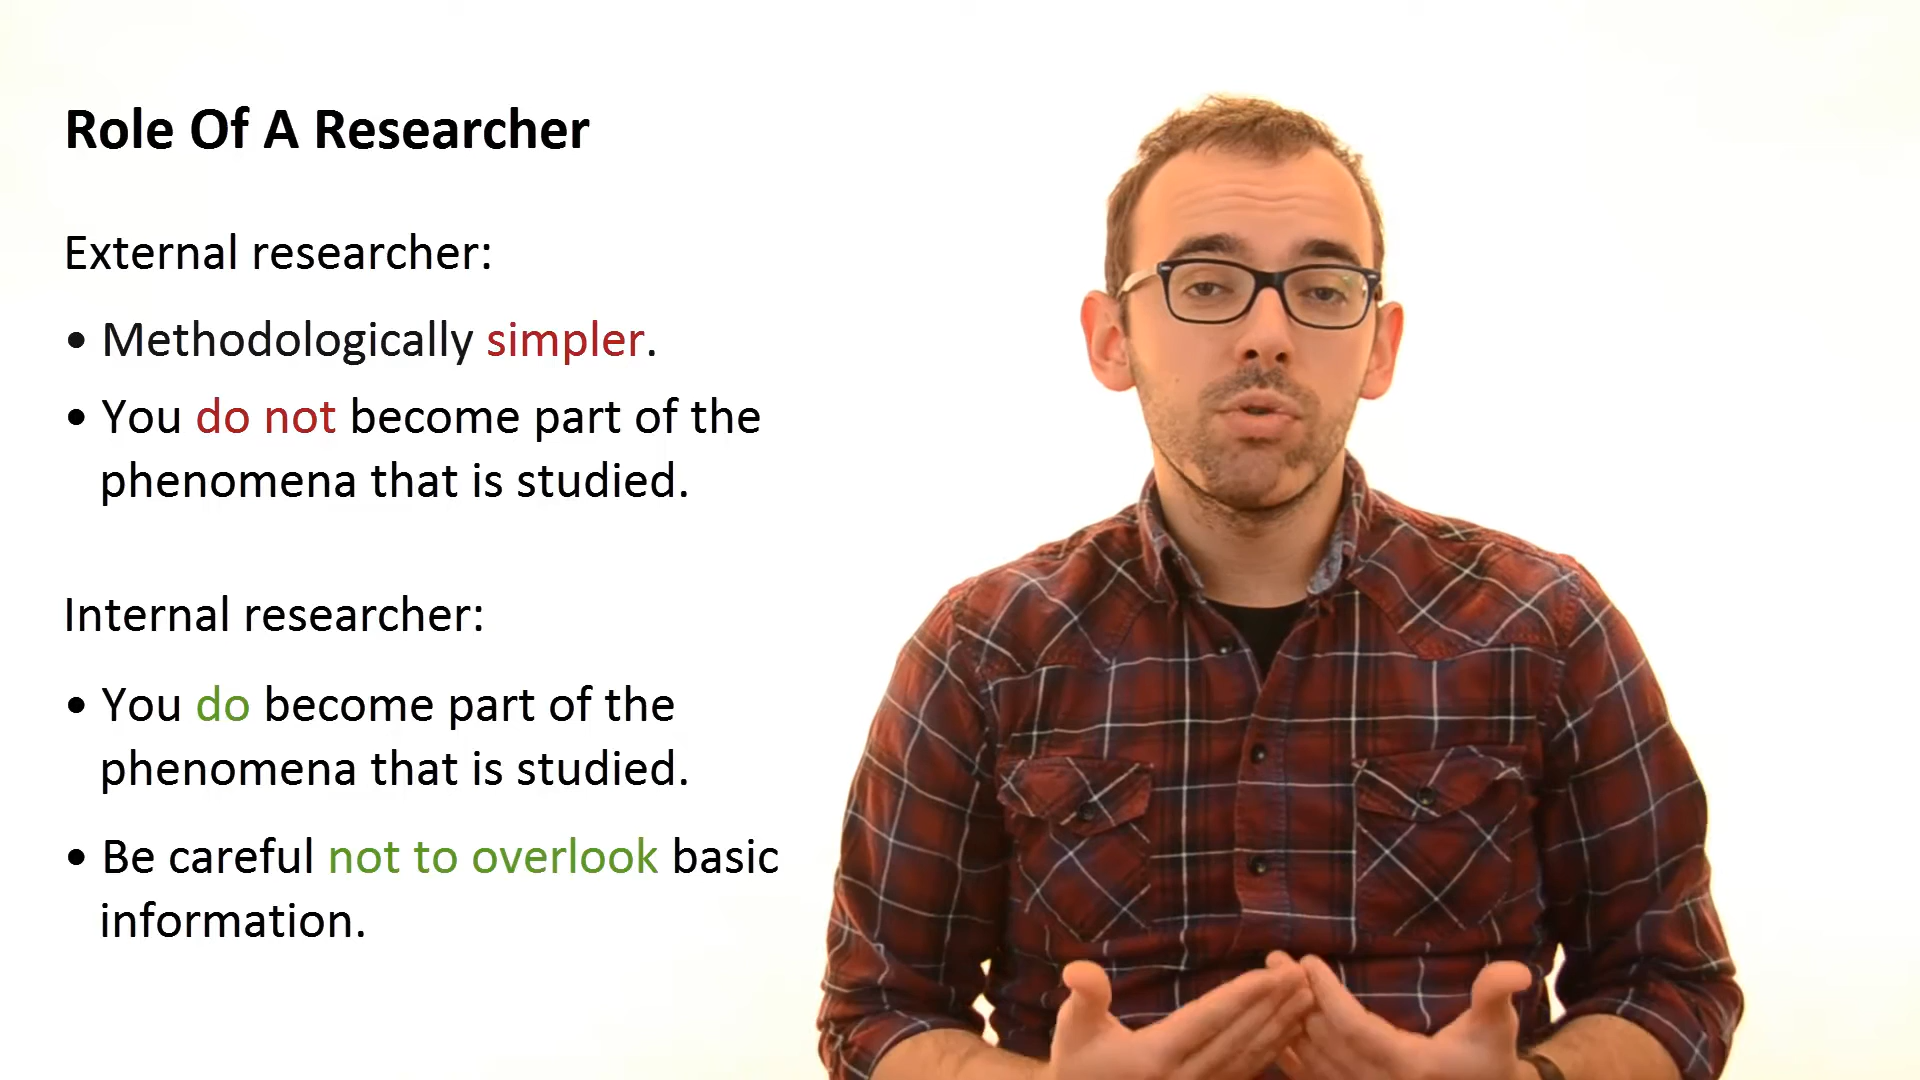 Role Of A Researcher
External researcher:
• Methodologically simpler.
• You do not become part of the
phenomena that is studied.
Internal researcher:
• You do become part of the
phenomena that is studied.
• Be careful not to overlook basic
information.